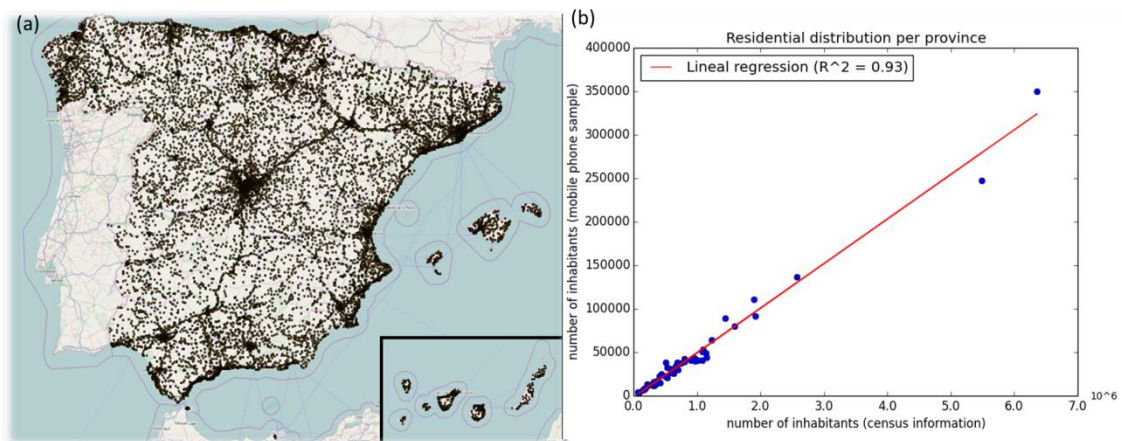 (a)
(b)
Residential distribution per province
400000
Lineal regression (R^2 = 0.93)
350000
300000
250000
200000
150000
100000
50000
0
number of inhabitants (mobile phone sample)
0.0 1.0 2.0 3.0 4.0 5.0 6.0 7.0
10^6
number of inhabitants (census information)